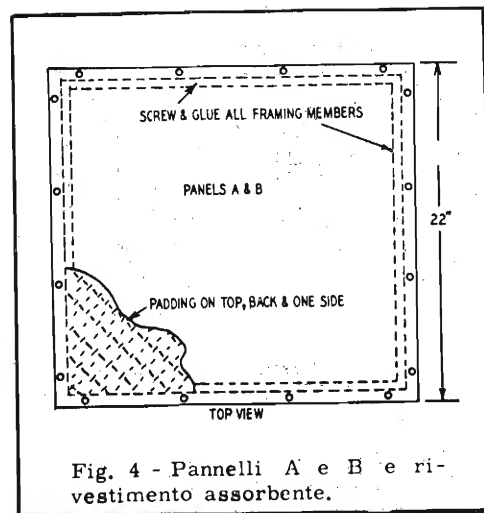 SCREW & GLUE ALL FRAMING MEMBERS
PANELS A & B
22"
PADDING ON TOP, BACK & ONE SIDE
TOP VIEW
Fig. 4 - Pannelli A e B e ri-
vestimento assorbente.